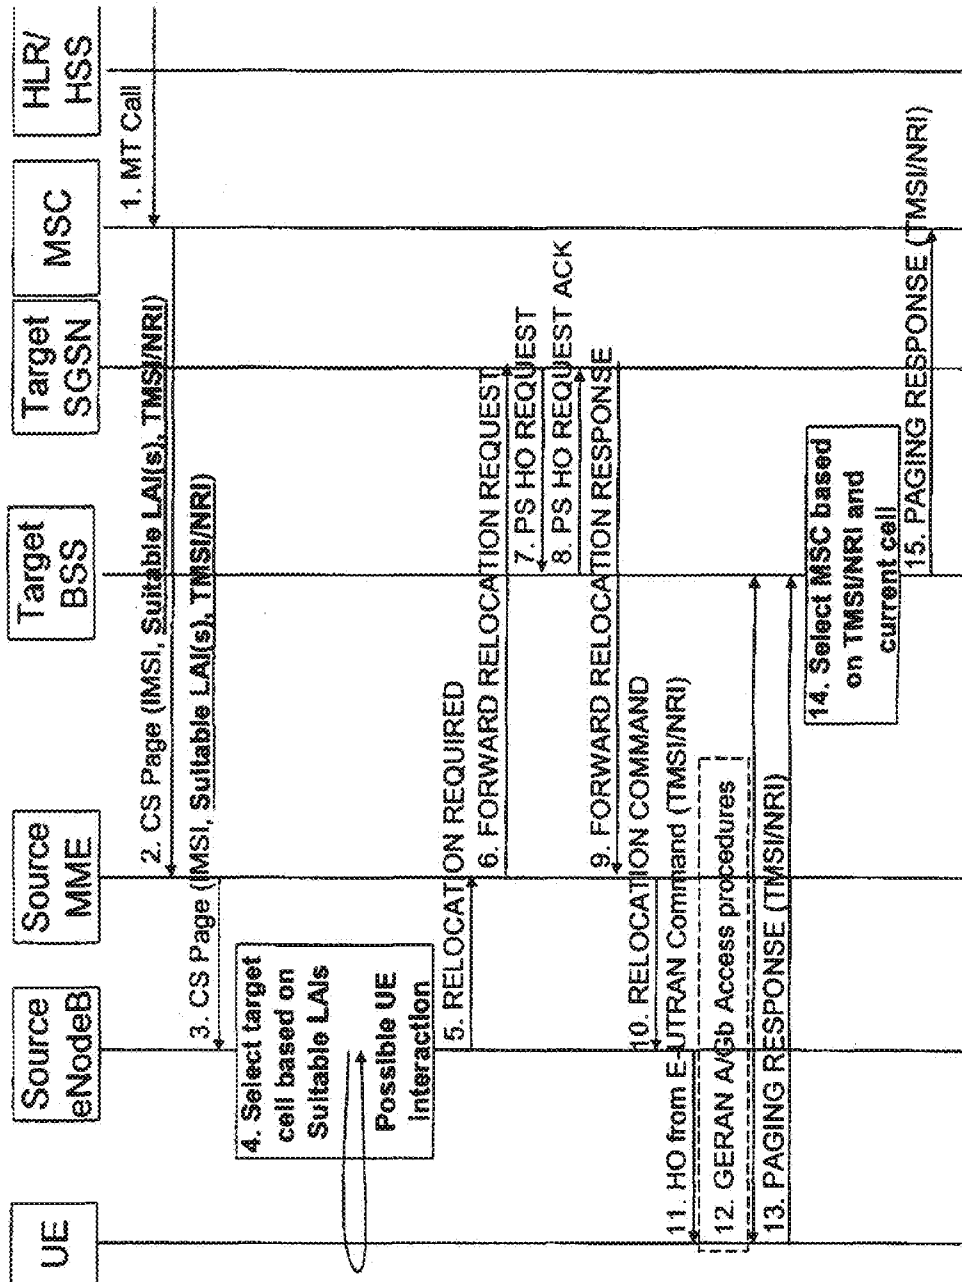 UE
Source
eNodeB
Source
MME
Target
BSS
Target
SGSN
MSC
HLR/
HSS
1. MT Call
2. CS Page (IMSI, Suitable LAI(s), TMSI/NRI)
3. CS Page (IMSI, Suitable LAI(s), TMSI/NRI)
4. Select target
cell based on
Suitable LAIs
Possible UE
interaction
5. RELOCATION REQUIRED
6. FORWARD RELOCATION REQUEST
7. PS HO REQUEST
8. PS HO REQUEST ACK
9. FORWARD RELOCATION RESPONSE
10. RELOCATION COMMAND
11. HO from E-UTRAN Command (TMSI/NRI)
12. GERAN A/Gb Access procedures
13. PAGING RESPONSE (TMSI/NRI)
14. Select MSC based
on TMSI/NRI and
current cell
15. PAGING RESPONSE (TMSI/NRI)